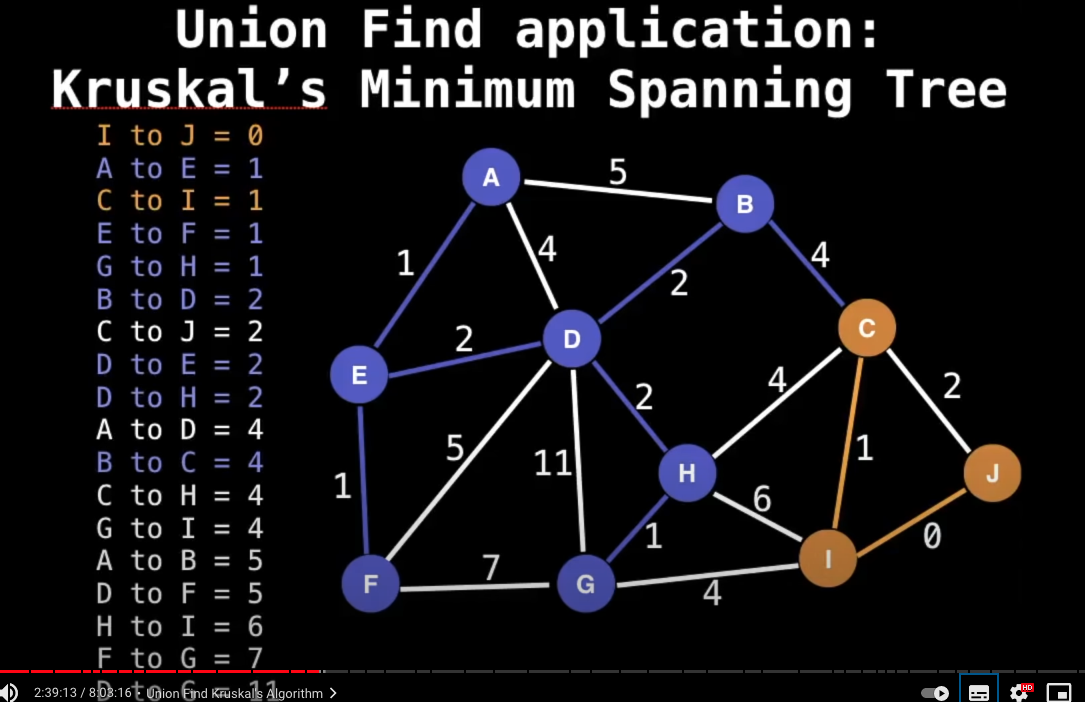 Union Find application:
Kruskal’s Minimum Spanning Tree
I to J = 0
A to E = 1
C to I = 1
E to F = 1
G to H = 1
B to D = 2
C to J = 2
D to E = 2
D to H = 2
A to D = 4
B to C = 4
C to H = 4
G to I = 4
A to B = 5
D to F = 5
H to I = 6
F to G = 7
D to G = 11
A
5
B
4
1
2
4
D
C
2
E
2
4
2
5
11
1
H
J
1
6
1
0
I
F
7
G
4
2:39:13 / 8:03:16 • Union Find Kruskal's Algorithm
HD